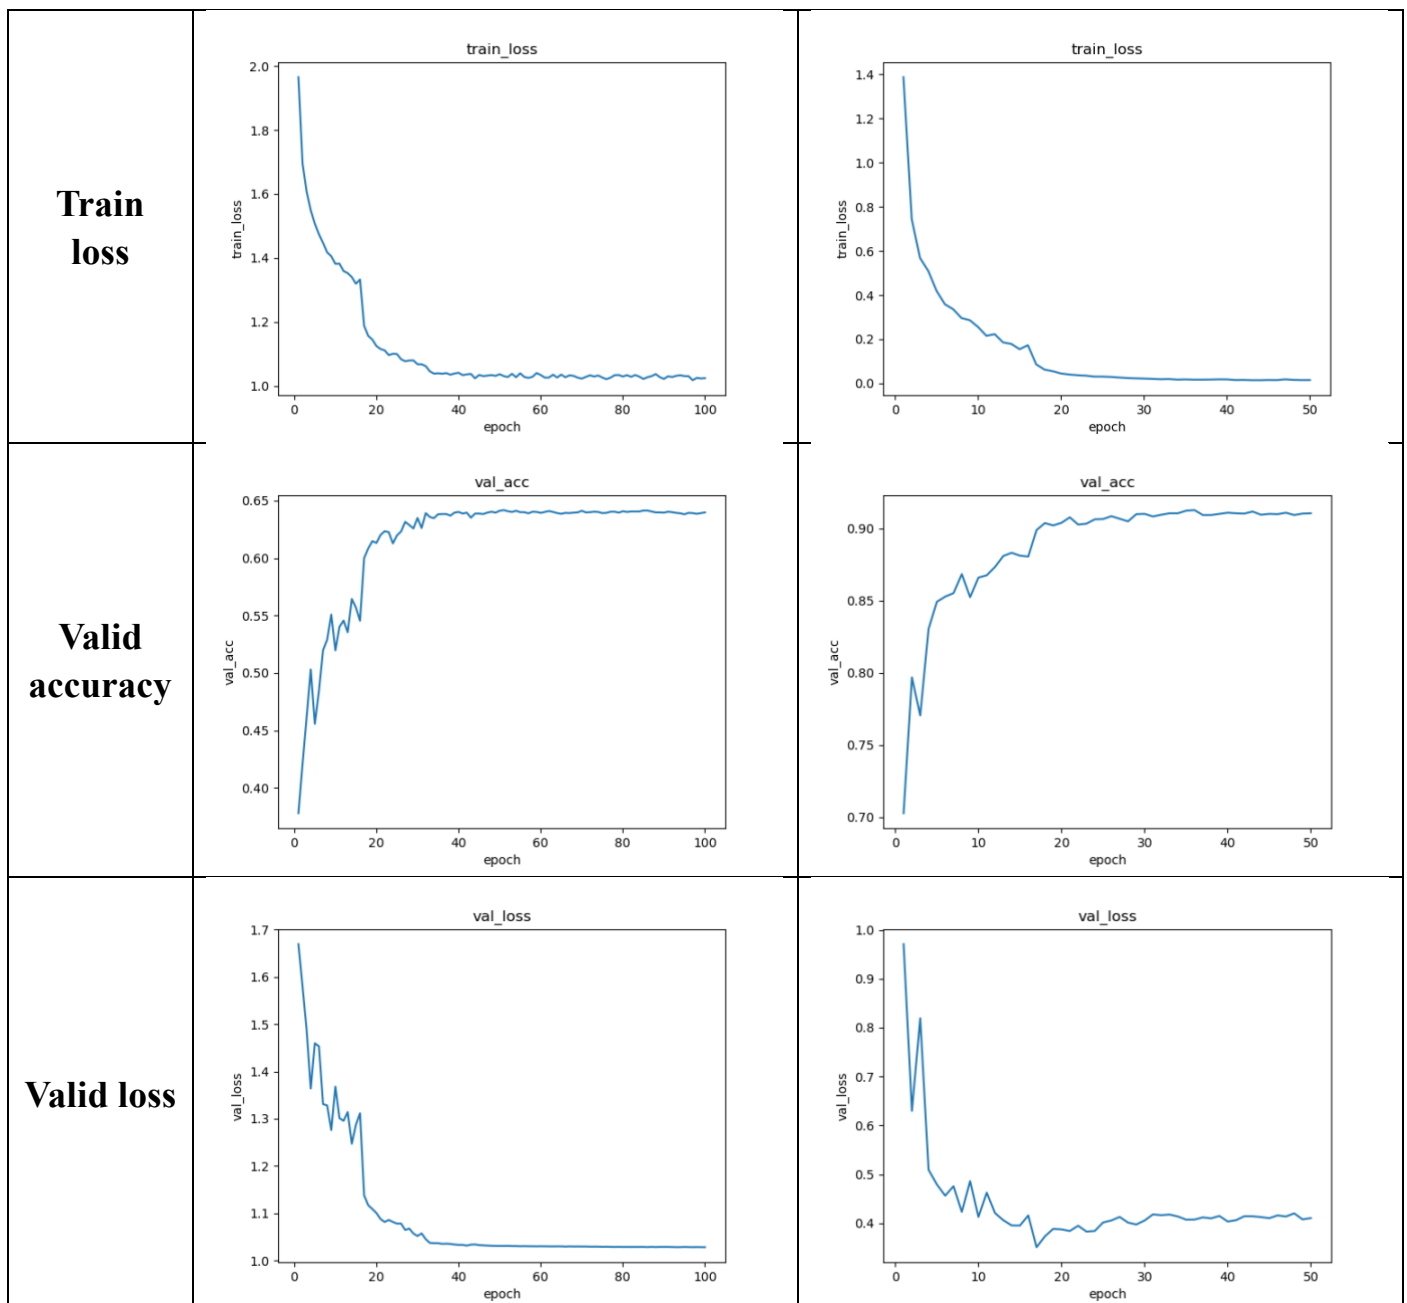 Train
loss
train_loss
2.0
1.8
1.6
1.4
1.2
1.0
train_loss
0 20 40 60 80 100
epoch
train_loss
1.4
1.2
1.0
0.8
0.6
0.4
0.2
0.0
train_loss
0 10 20 30 40 50
epoch
Valid
accuracy
val_acc
0.65
0.60
0.55
0.50
0.45
0.40
val_acc
0 20 40 60 80 100
epoch
val_acc
0.90
0.85
0.80
0.75
0.70
val_acc
0 10 20 30 40 50
epoch
Valid loss
val_loss
1.7
1.6
1.5
1.4
1.3
1.2
1.1
1.0
val_loss
0 20 40 60 80 100
epoch
val_loss
1.0
0.9
0.8
0.7
0.6
0.5
0.4
val_loss
0 10 20 30 40 50
epoch